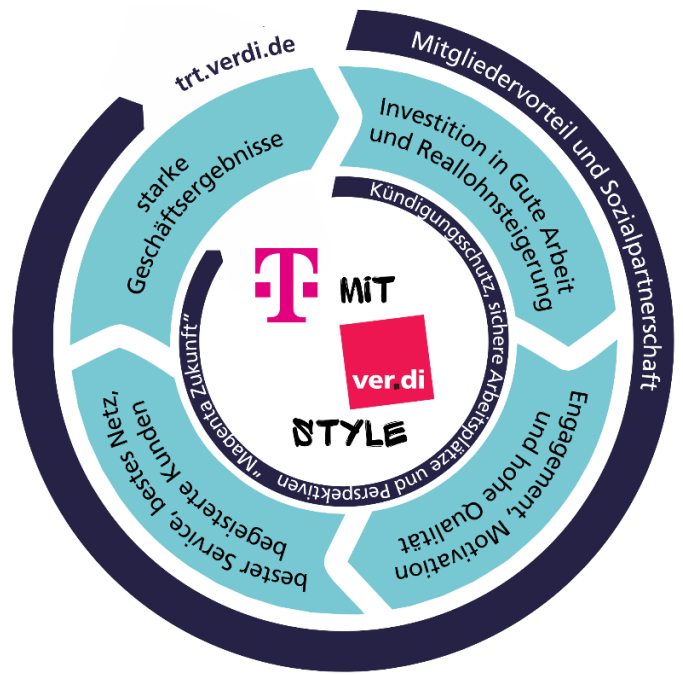 trt.verdi.de
Mitgliedervorteil und Sozialpartnerschaft
Investition in Gute Arbeit
und Reallohnsteigerung
Engagement, Motivation
und hohe Qualität
bester Service, bestes Netz,
begeisterte Kunden
starke
Geschäftsergebnisse
Kündigungsschutz, sichere Arbeitsplätze und Perspektiven "Magenta Zukunft"
T
MIT
ver.di
STYLE